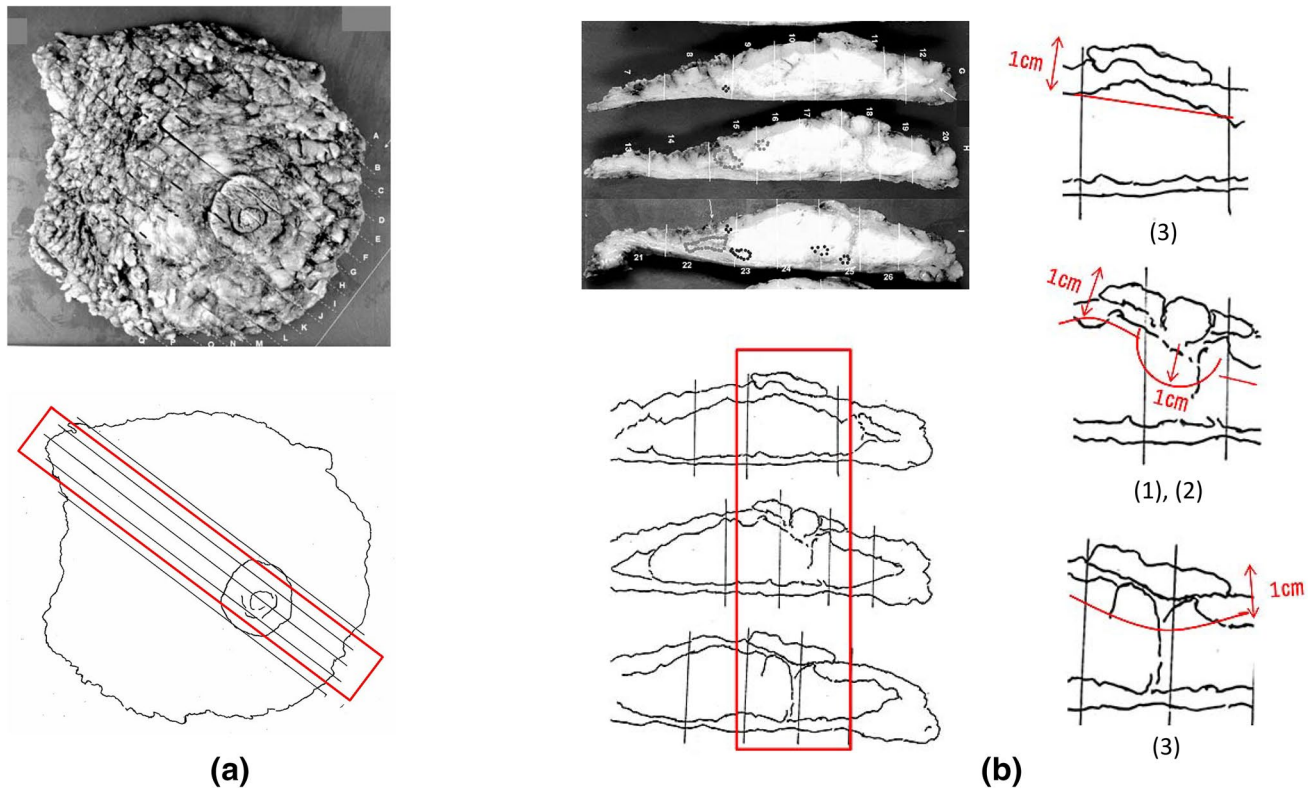 A
B
C
D
E
F
G
H
I
J
K
L
M
N
O
P
Q
(a)
7
8
9
10
11
12
G
13
14
15
16
17
18
19
20
H
21
22
23
24
25
26
I
1cm
(3)
1cm
1cm
(1), (2)
1cm
(3)
(b)